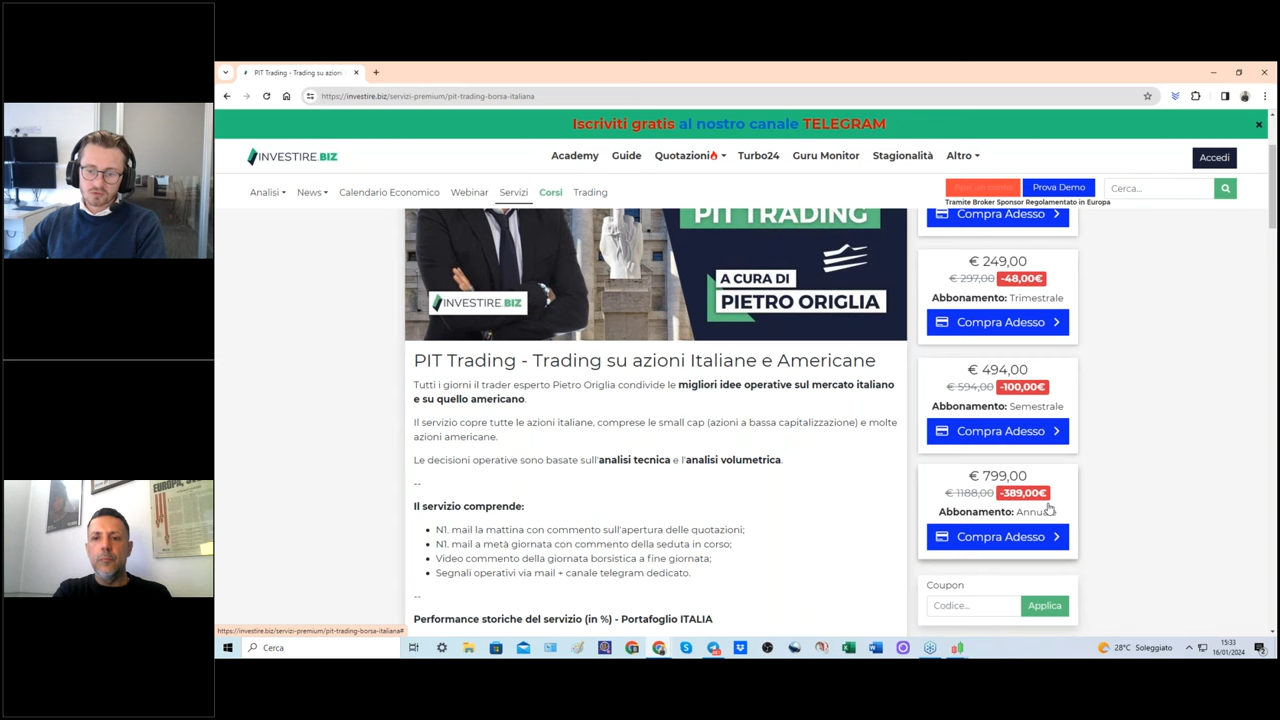 PIT Trading - Trading su azioni
https://investire.biz/servizi-premium/pit-trading-borsa-italiana
Iscriviti gratis al nostro canale TELEGRAM
INVESTIRE.BIZ
Academy
Guide
Quotazioni
Turbo24
Guru Monitor
Stagionalità
Altro
Accedi
Analisi
News
Calendario Economico
Webinar
Servizi
Corsi
Trading
Prova Demo
Cerca...
Tramite Broker Sponsor Regolamentato in Europa
PIT TRADING
A CURA DI
PIETRO ORIGLIA
INVESTIRE.BIZ
PIT Trading - Trading su azioni Italiane e Americane
Tutti i giorni il trader esperto Pietro Origlia condivide le migliori idee operative sul mercato italiano
e su quello americano.
Il servizio copre tutte le azioni italiane, comprese le small cap (azioni a bassa capitalizzazione) e molte
azioni americane.
Le decisioni operative sono basate sull'analisi tecnica e l'analisi volumetrica.
--
Il servizio comprende:
N1. mail la mattina con commento sull'apertura delle quotazioni;
N1. mail a metà giornata con commento della seduta in corso;
Video commento della giornata borsistica a fine giornata;
Segnali operativi via mail + canale telegram dedicato.
--
Performance storiche del servizio (in %) - Portafoglio ITALIA
Compra Adesso
€ 249,00
€ 297,00 -48,00€
Abbonamento: Trimestrale
Compra Adesso
€ 494,00
€ 594,00 -100,00€
Abbonamento: Semestrale
Compra Adesso
€ 799,00
€ 1188,00 -389,00€
Abbonamento: Annuale
Compra Adesso
Coupon
Codice...
Applica
https://investire.biz/servizi-premium/pit-trading-borsa-italiana#
Cerca
28°C Soleggiato
15:33
16/01/2024